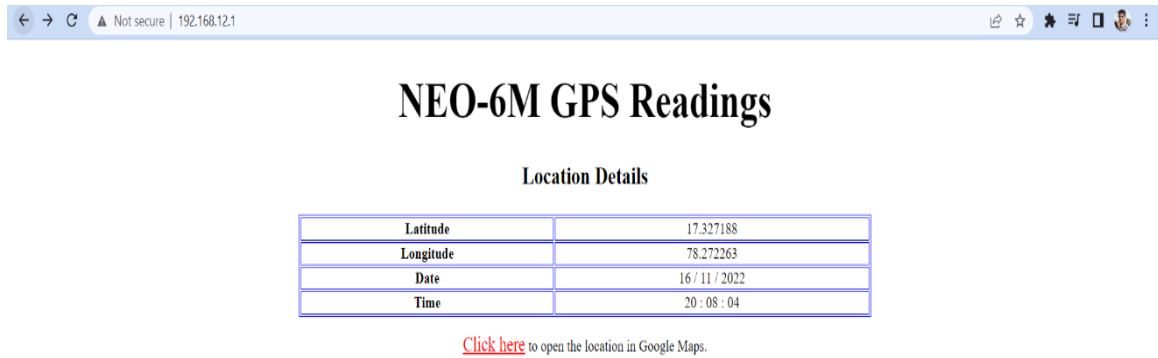 Not secure | 192.168.12.1
NEO-6M GPS Readings
Location Details
Latitude 17.327188
Longitude 78.272263
Date 16 / 11 / 2022
Time 20 : 08 : 04
Click here to open the location in Google Maps.